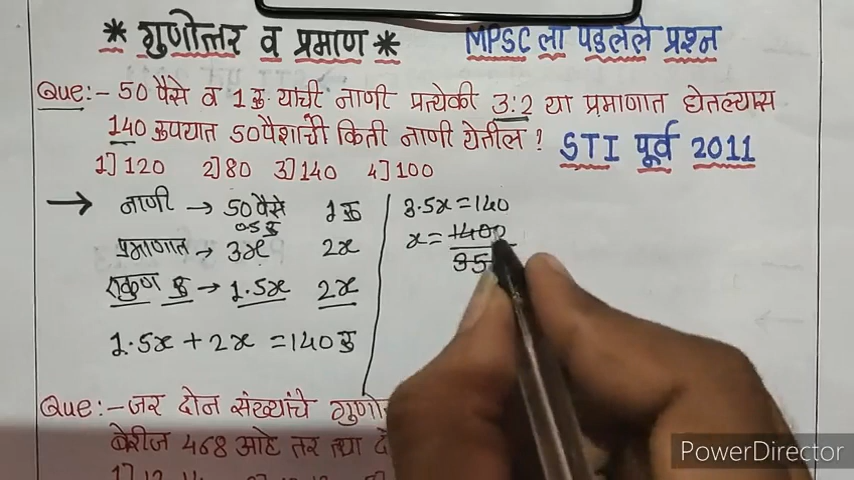 * गुणोत्तर व प्रमाण * MPSC ला पडलेले प्रश्न
Que:- 50 पैसे व 1 रु यांची नाणी प्रत्येकी 3:2 या प्रमाणात घेतल्यास
140 रुपयात 50 पैशाची किती नाणी येतील? STI पूर्व 2011
1] 120 2] 80 3] 140 4] 100
→ नाणी → 50 पैसे 1 रु
0.5 रु
प्रमाणात → 3x 2x
एकुण रु → 1.5x 2x
1.5x + 2x = 140 रु
3.5x = 140
x = 1400
35
Que:- जर दोन संख्यांचे
बेरीज 468 आहे तर त्या
PowerDirector